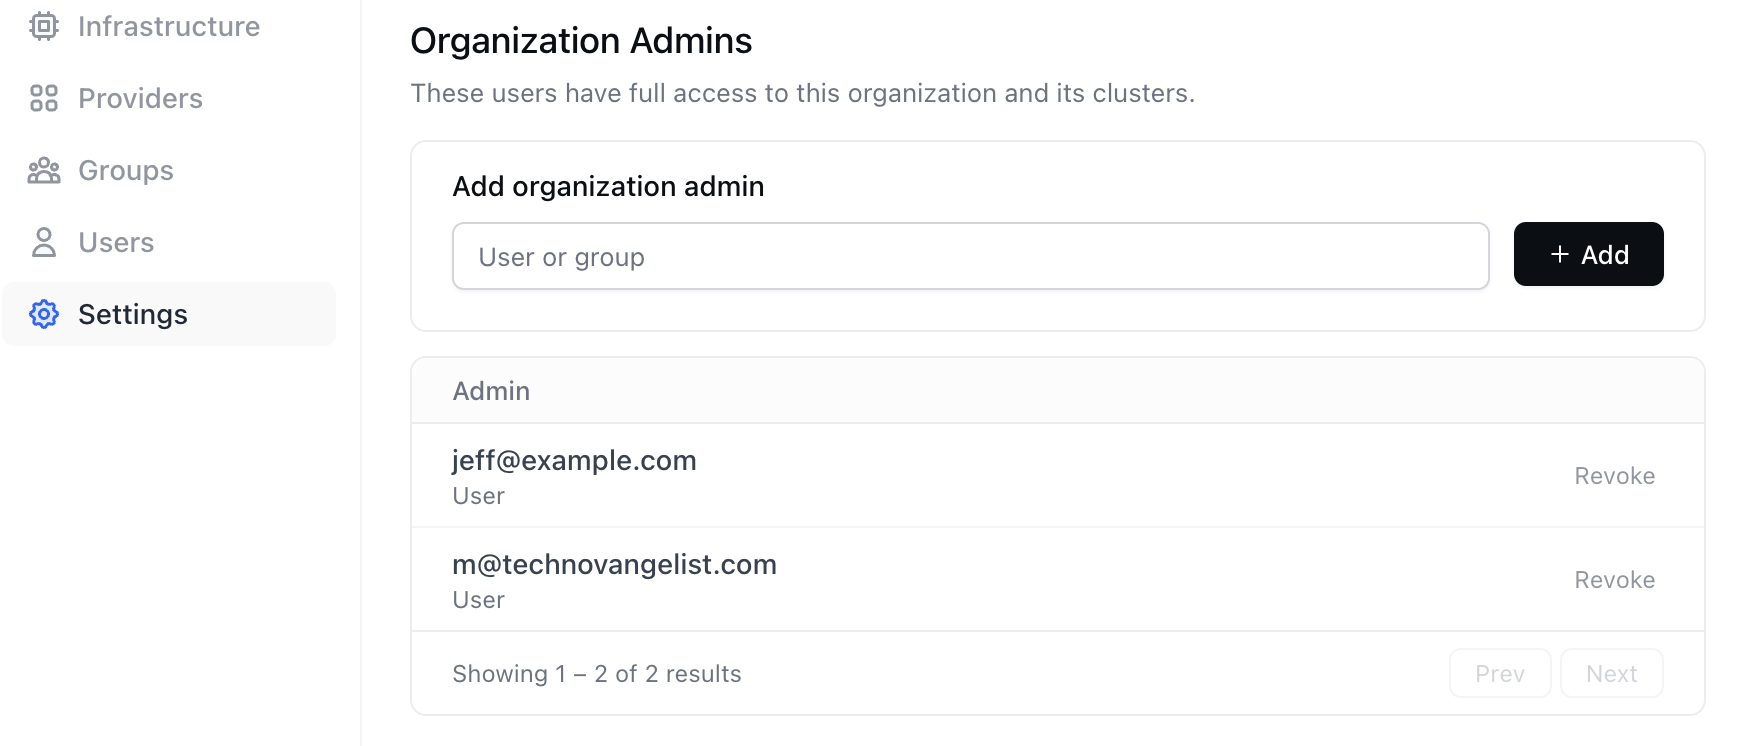 Infrastructure
Providers
Groups
Users
Settings
Organization Admins
These users have full access to this organization and its clusters.
Add organization admin
User or group
+ Add
Admin
jeff@example.com
User
Revoke
m@technovangelist.com
User
Revoke
Showing 1 – 2 of 2 results
Prev
Next